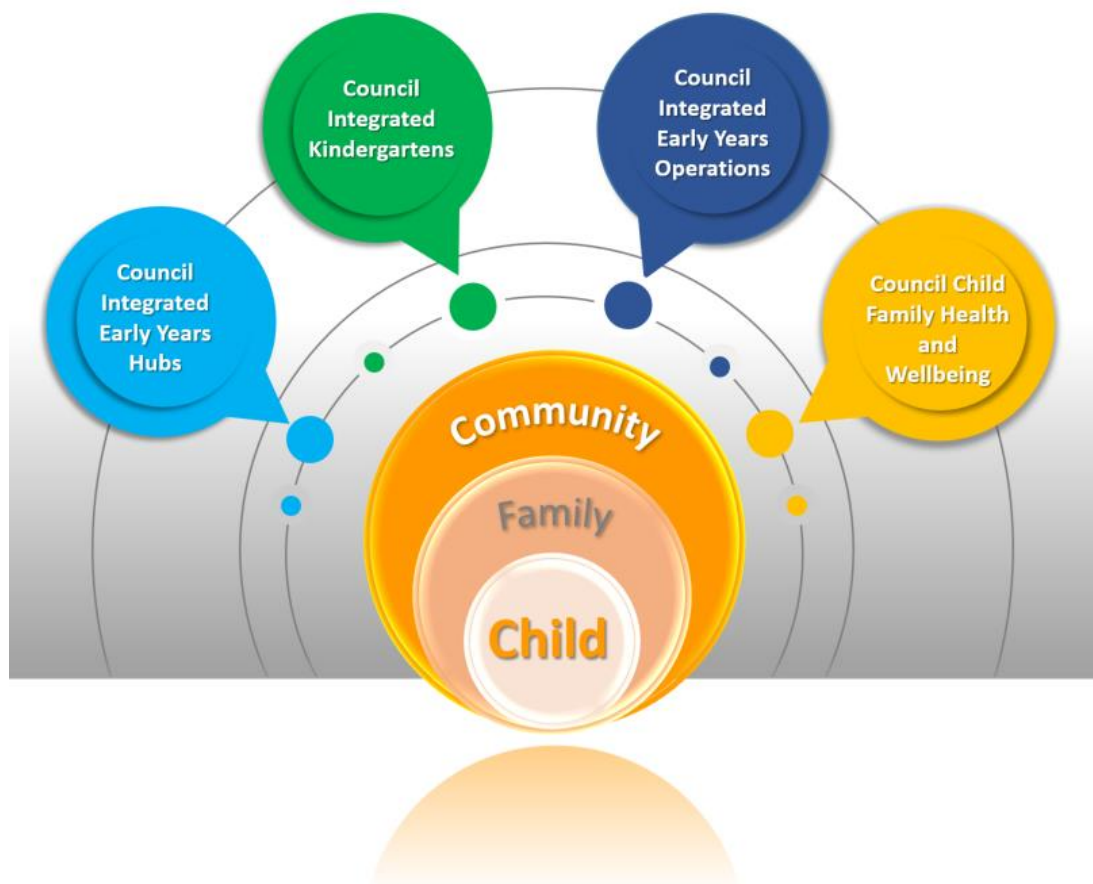 Council
Integrated
Kindergartens
Council
Integrated
Early Years
Operations
Council
Integrated
Early Years
Hubs
Council Child
Family Health
and
Wellbeing
Community
Family
Child